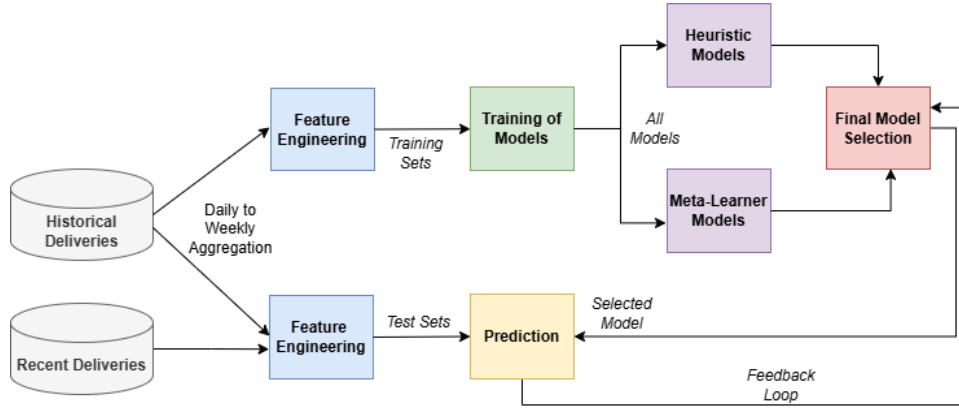 Heuristic
Models
Feature
Engineering
Training
Sets
Training of
Models
All
Models
Final Model
Selection
Historical
Deliveries
Daily to
Weekly
Aggregation
Meta-Learner
Models
Recent Deliveries
Feature
Engineering
Test Sets
Prediction
Selected
Model
Feedback
Loop